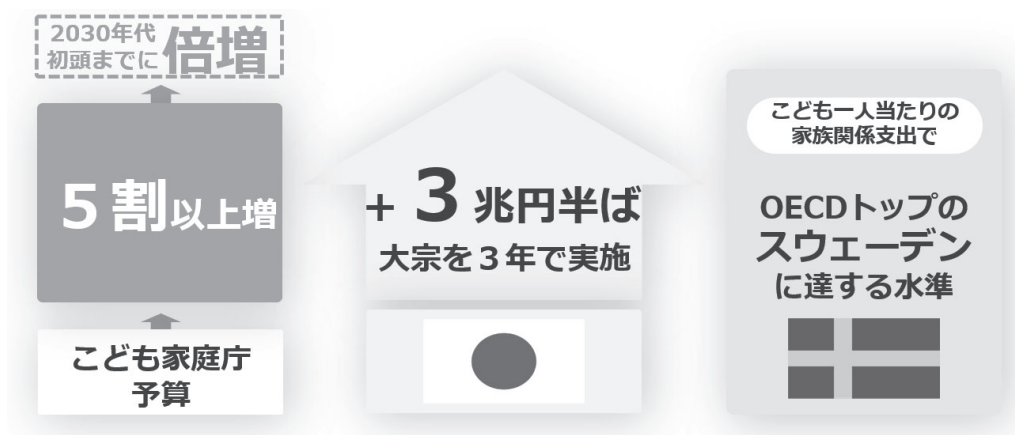 2030年代
初頭までに
倍増
５割以上増
こども家庭庁
予算
+３兆円半ば
大宗を３年で実施
こども一人当たりの
家族関係支出で
OECDトップの
スウェーデン
に達する水準